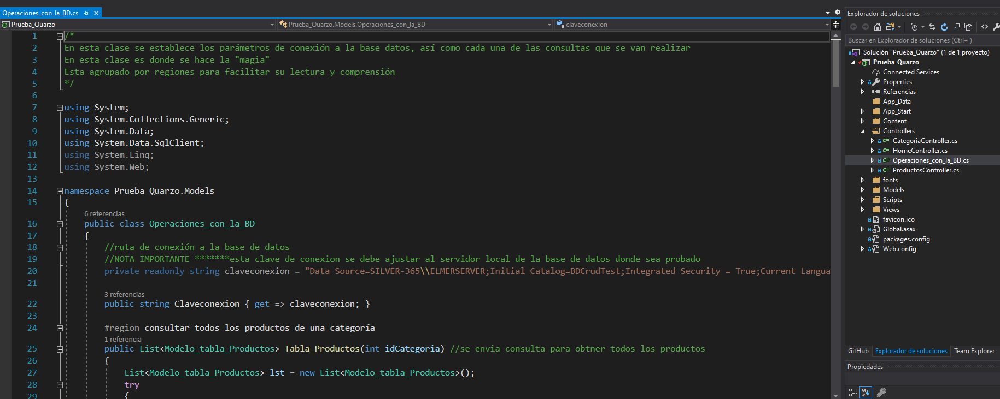 Operaciones_con_la_BD.cs
Prueba_Quarzo
Prueba_Quarzo.Models.Operaciones_con_la_BD
claveconexion
1 /*
2 En esta clase se establece los parámetros de conexión a la base datos, así como cada una de las consultas que se van realizar
3 En esta clase es donde se hace la "magia"
4 Esta agrupado por regiones para facilitar su lectura y comprensión
5 */
6
7 using System;
8 using System.Collections.Generic;
9 using System.Data;
10 using System.Data.SqlClient;
11 using System.Linq;
12 using System.Web;
13
14 namespace Prueba_Quarzo.Models
15 {
6 referencias
16 public class Operaciones_con_la_BD
17 {
18 //ruta de conexión a la base de datos
19 //NOTA IMPORTANTE *******esta clave de conexion se debe ajustar al servidor local de la base de datos donde sea probado
20 private readonly string claveconexion = "Data Source=SILVER-365\\ELMERSERVER;Initial Catalog=BDCrudTest;Integrated Security = True;Current Langua
21
3 referencias
22 public string Claveconexion { get => claveconexion; }
23
24 #region consultar todos los productos de una categoría
1 referencia
25 public List<Modelo_tabla_Productos> Tabla_Productos(int idCategoria) //se envia consulta para obtner todos los productos
26 {
27 List<Modelo_tabla_Productos> lst = new List<Modelo_tabla_Productos>();
28 try
29 {
Explorador de soluciones
Buscar en Explorador de soluciones (Ctrl+´)
Solución "Prueba_Quarzo" (1 de 1 proyecto)
Prueba_Quarzo
Connected Services
Properties
Referencias
App_Data
App_Start
Content
Controllers
C# CategoriaController.cs
C# HomeController.cs
C# Operaciones_con_la_BD.cs
C# ProductosController.cs
fonts
Models
Scripts
Views
favicon.ico
Global.asax
packages.config
Web.config
GitHub Explorador de soluciones Team Explorer
Propiedades